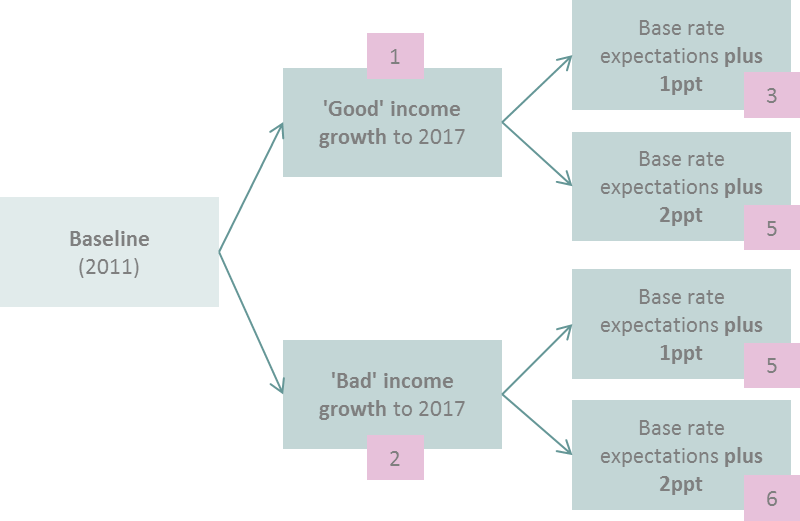 Baseline
(2011)
1
'Good' income
growth to 2017
Base rate
expectations plus
1ppt
3
Base rate
expectations plus
2ppt
5
'Bad' income
growth to 2017
2
Base rate
expectations plus
1ppt
5
Base rate
expectations plus
2ppt
6